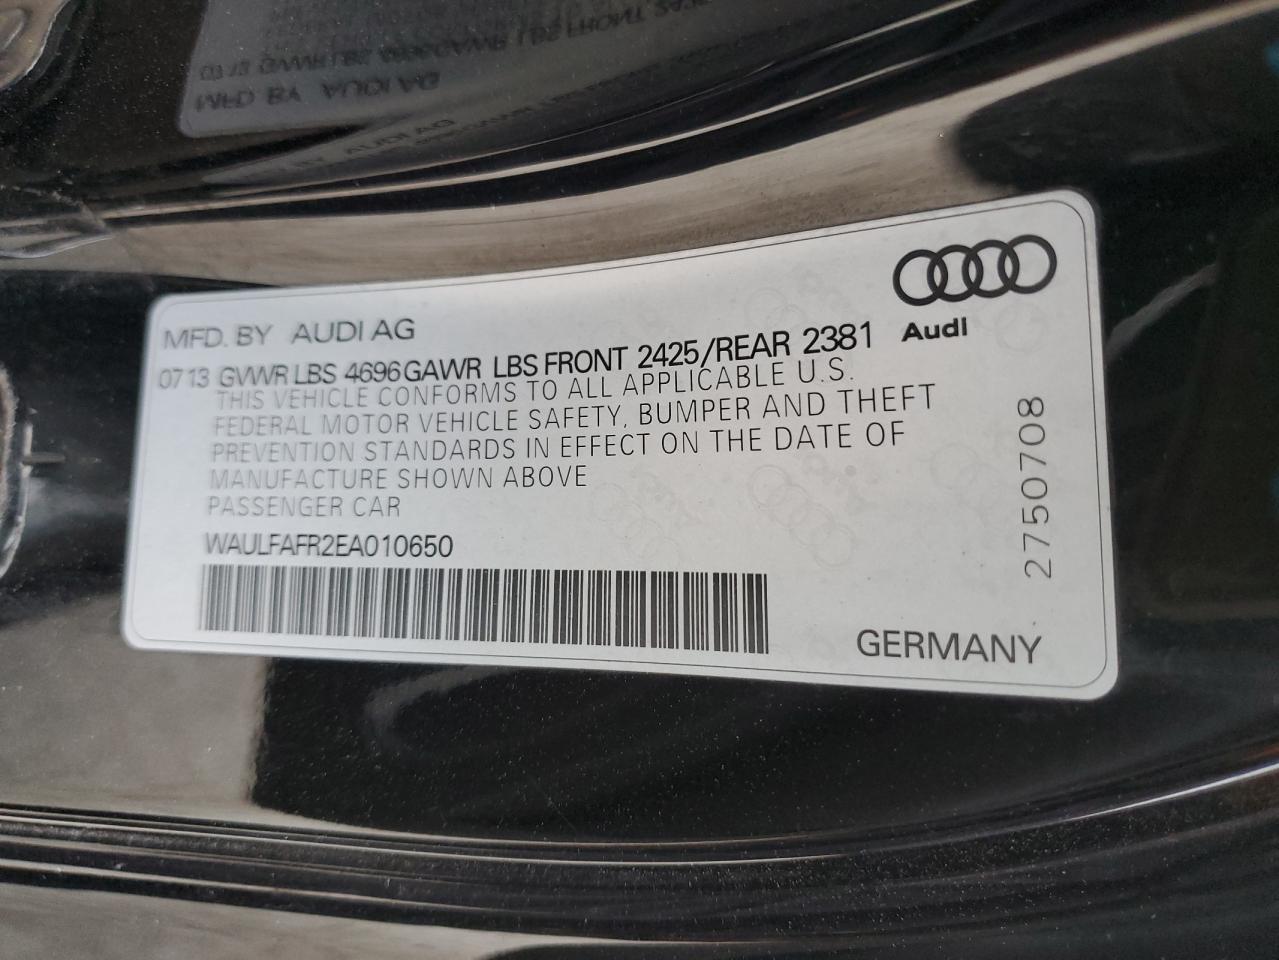 MFD. BY AUDI AG
07 13 GVWR LBS 4696 GAWR LBS FRONT 2425/REAR 2381
THIS VEHICLE CONFORMS TO ALL APPLICABLE U.S.
FEDERAL MOTOR VEHICLE SAFETY, BUMPER AND THEFT
PREVENTION STANDARDS IN EFFECT ON THE DATE OF
MANUFACTURE SHOWN ABOVE
PASSENGER CAR
WAULFAFR2EA010650
Audi
2750708
GERMANY